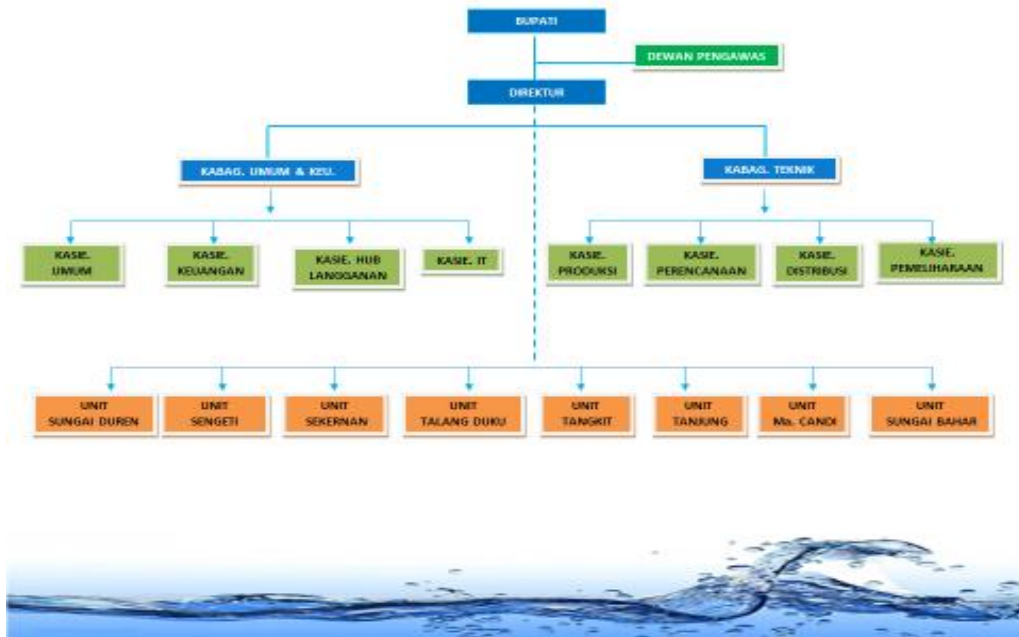 BUPATI
DEWAN PENGAWAS
DIREKTUR
KABAG. UMUM & KEU.
KABAG. TEKNIK
KASIE.
UMUM
KASIE.
KEUANGAN
KASIE. HUB
LANGGANAN
KASIE. IT
KASIE.
PRODUKSI
KASIE.
PERENCANAAN
KASIE.
DISTRIBUSI
KASIE.
PEMELIHARAAN
UNIT
SUNGAI DUREN
UNIT
SENGETI
UNIT
SEKERNAN
UNIT
TALANG DUKU
UNIT
TANGKIT
UNIT
TANJUNG
UNIT
Ma. CANDI
UNIT
SUNGAI BAHAR